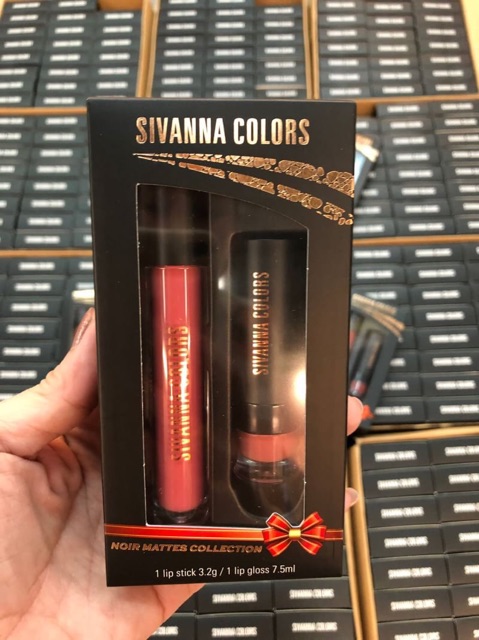 SIVANNA COLORS
SIVANNA COLORS
SIVANNA COLORS
NOIR MATTES COLLECTION
1 lip stick 3.2g / 1 lip gloss 7.5ml